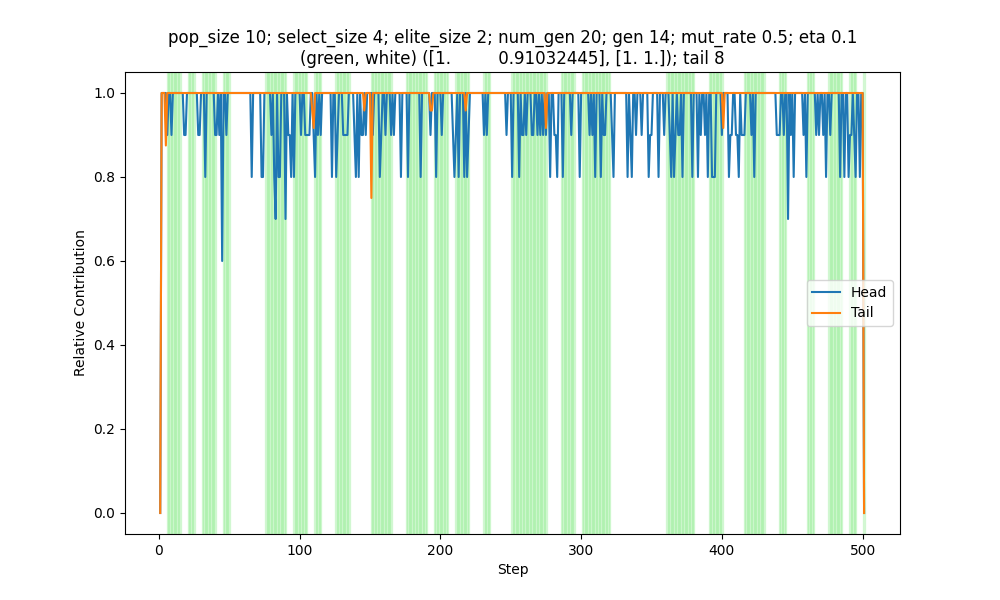 pop_size 10; select_size 4; elite_size 2; num_gen 20; gen 14; mut_rate 0.5; eta 0.1
(green, white) ([1.          0.91032445], [1. 1.]); tail 8
1.0
0.8
0.6
0.4
0.2
0.0
Relative Contribution
Head
Tail
0
100
200
300
400
500
Step